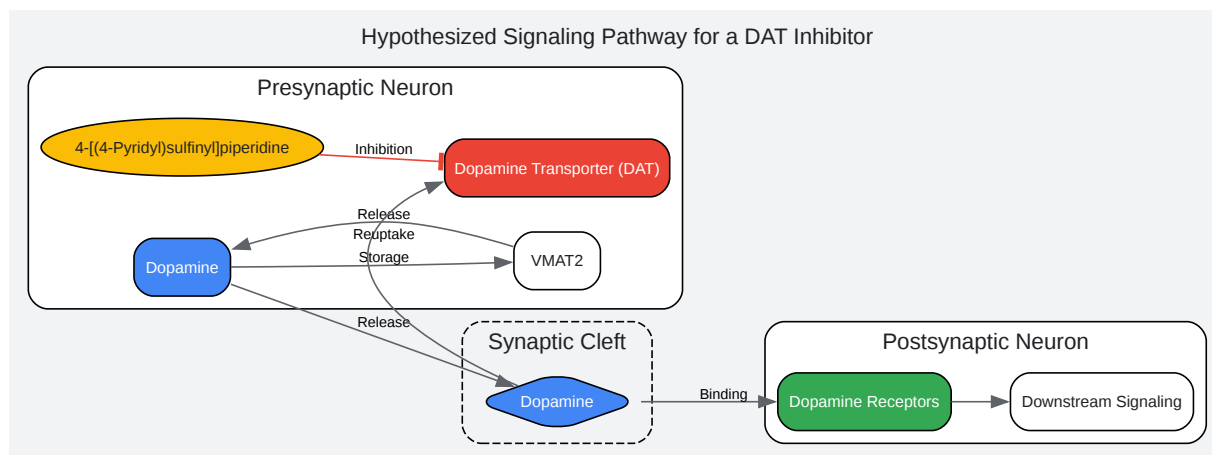 Hypothesized Signaling Pathway for a DAT Inhibitor
Presynaptic Neuron
4-[(4-Pyridyl)sulfinyl]piperidine
Inhibition
Dopamine Transporter (DAT)
Release
Reuptake
Storage
Dopamine
VMAT2
Release
Synaptic Cleft
Dopamine
Binding
Postsynaptic Neuron
Dopamine Receptors
Downstream Signaling